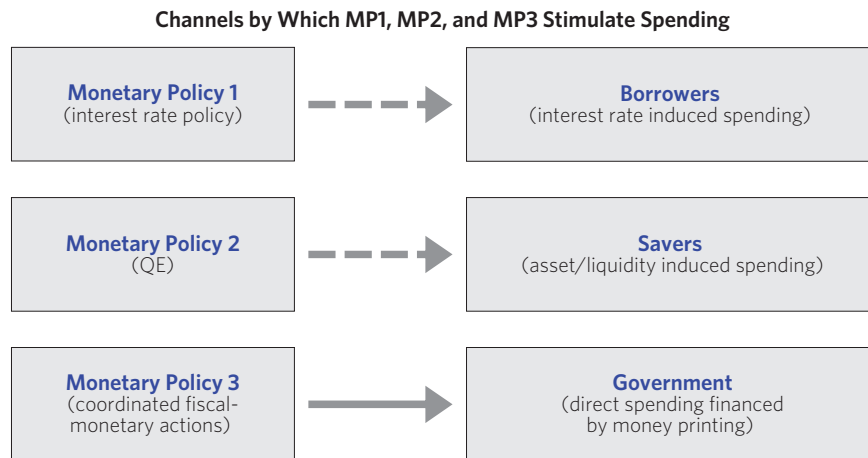 Channels by Which MP1, MP2, and MP3 Stimulate Spending
Monetary Policy 1
(interest rate policy)
Borrowers
(interest rate induced spending)
Monetary Policy 2
(QE)
Savers
(asset/liquidity induced spending)
Monetary Policy 3
(coordinated fiscal-
monetary actions)
Government
(direct spending financed
by money printing)